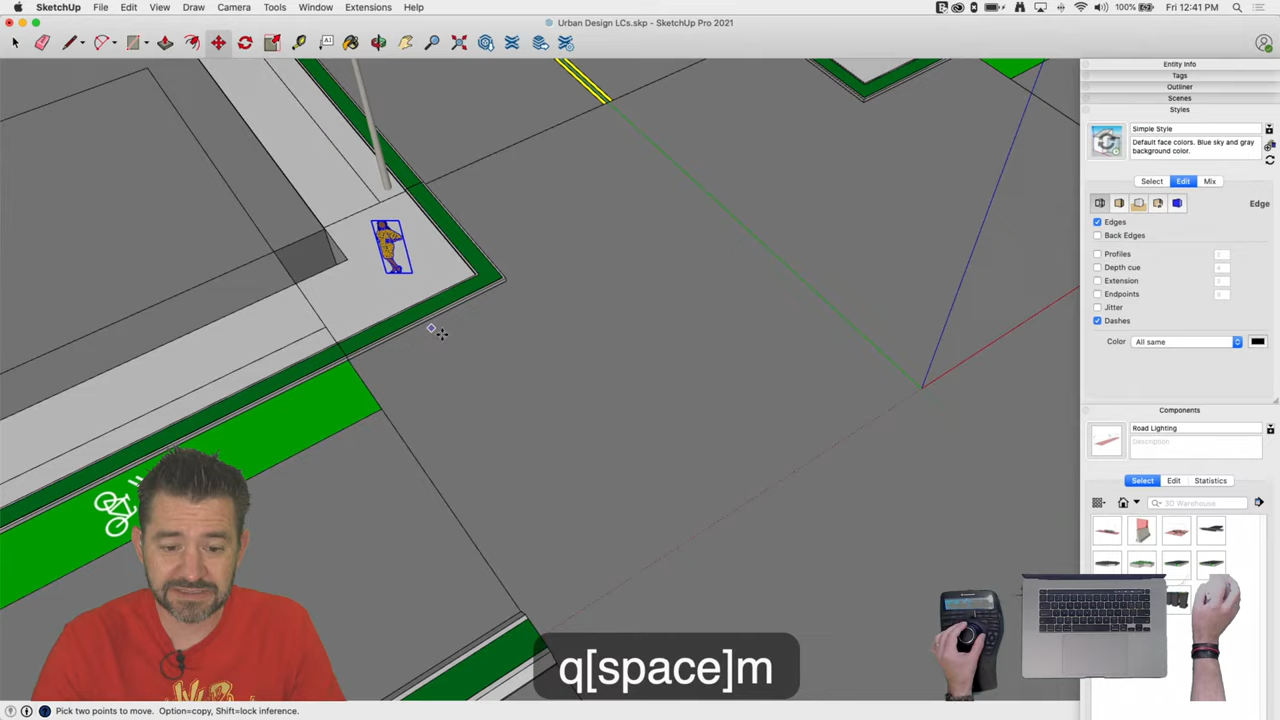 SketchUp File Edit View Draw Camera Tools Window Extensions Help 100% Fri 12:41 PM
Urban Design LCs.skp - SketchUp Pro 2021
Entity Info
Tags
Outliner
Scenes
Styles
Simple Style
Default face colors. Blue sky and gray
background color.
Select Edit Mix
Edge
Edges
Back Edges
Profiles
Depth cue
Extension
Endpoints
Jitter
Dashes
Color All same
Components
Road Lighting
Description
Select Edit Statistics
3D Warehouse
q[space]m
Pick two points to move. Option=copy, Shift=lock inference.